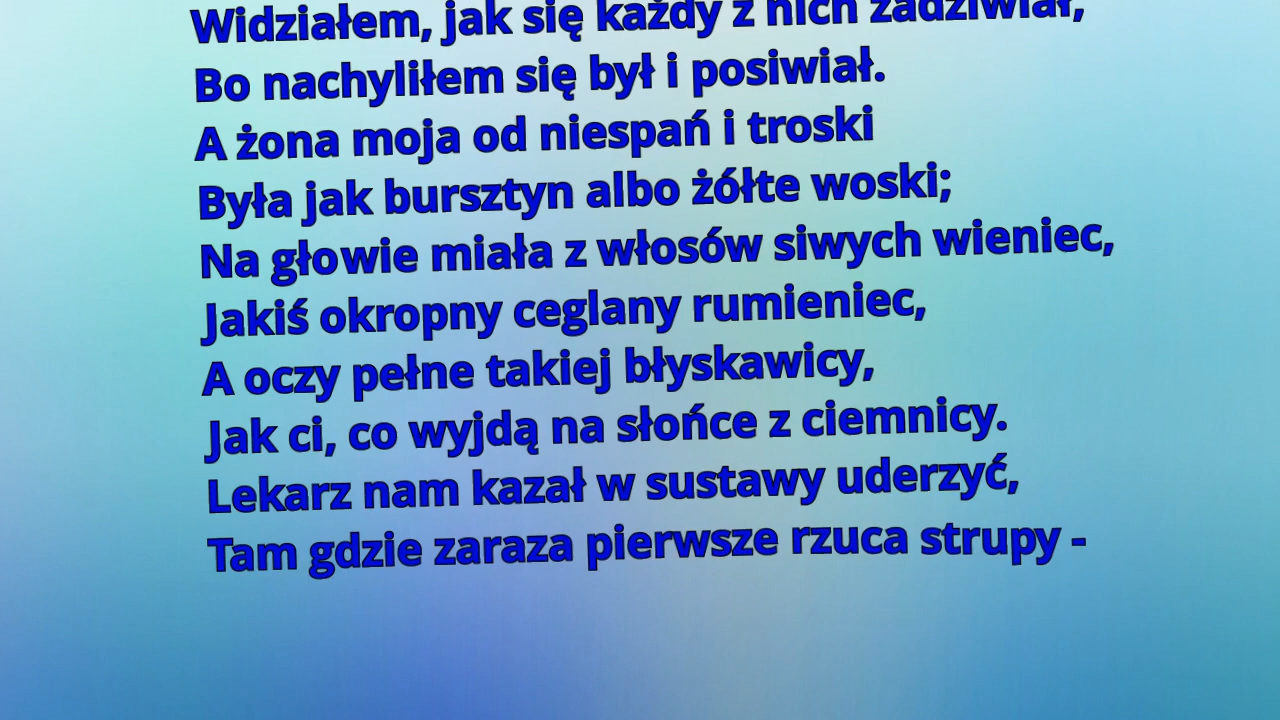 Widziałem, jak się każdy z nich zadziwiał,
Bo nachyliłem się był i posiwiał.
A żona moja od niespań i troski
Była jak bursztyn albo żółte woski;
Na głowie miała z włosów siwych wieniec,
Jakiś okropny ceglany rumieniec,
A oczy pełne takiej błyskawicy,
Jak ci, co wyjdą na słońce z ciemnicy.
Lekarz nam kazał w sustawy uderzyć,
Tam gdzie zaraza pierwsze rzuca strupy -